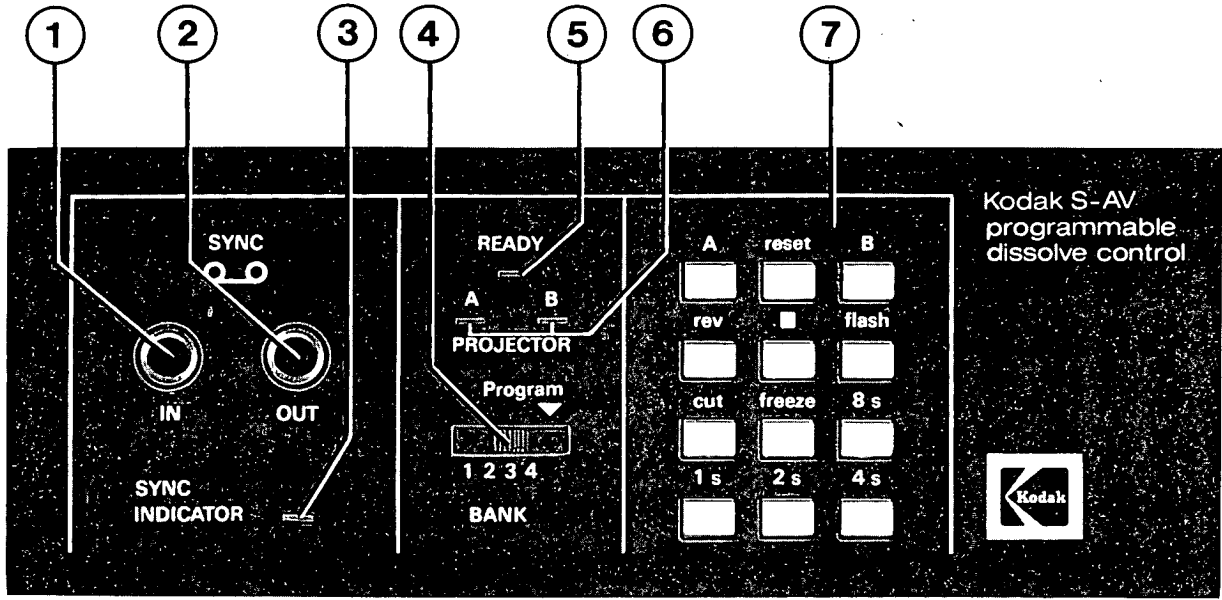 1 2 3 4 5 6 7
Kodak S-AV
programmable
dissolve control
SYNC
IN OUT
SYNC
INDICATOR
READY
A B
PROJECTOR
Program
1 2 3 4
BANK
A reset B
rev ■ flash
cut freeze 8 s
1 s 2 s 4 s
Kodak